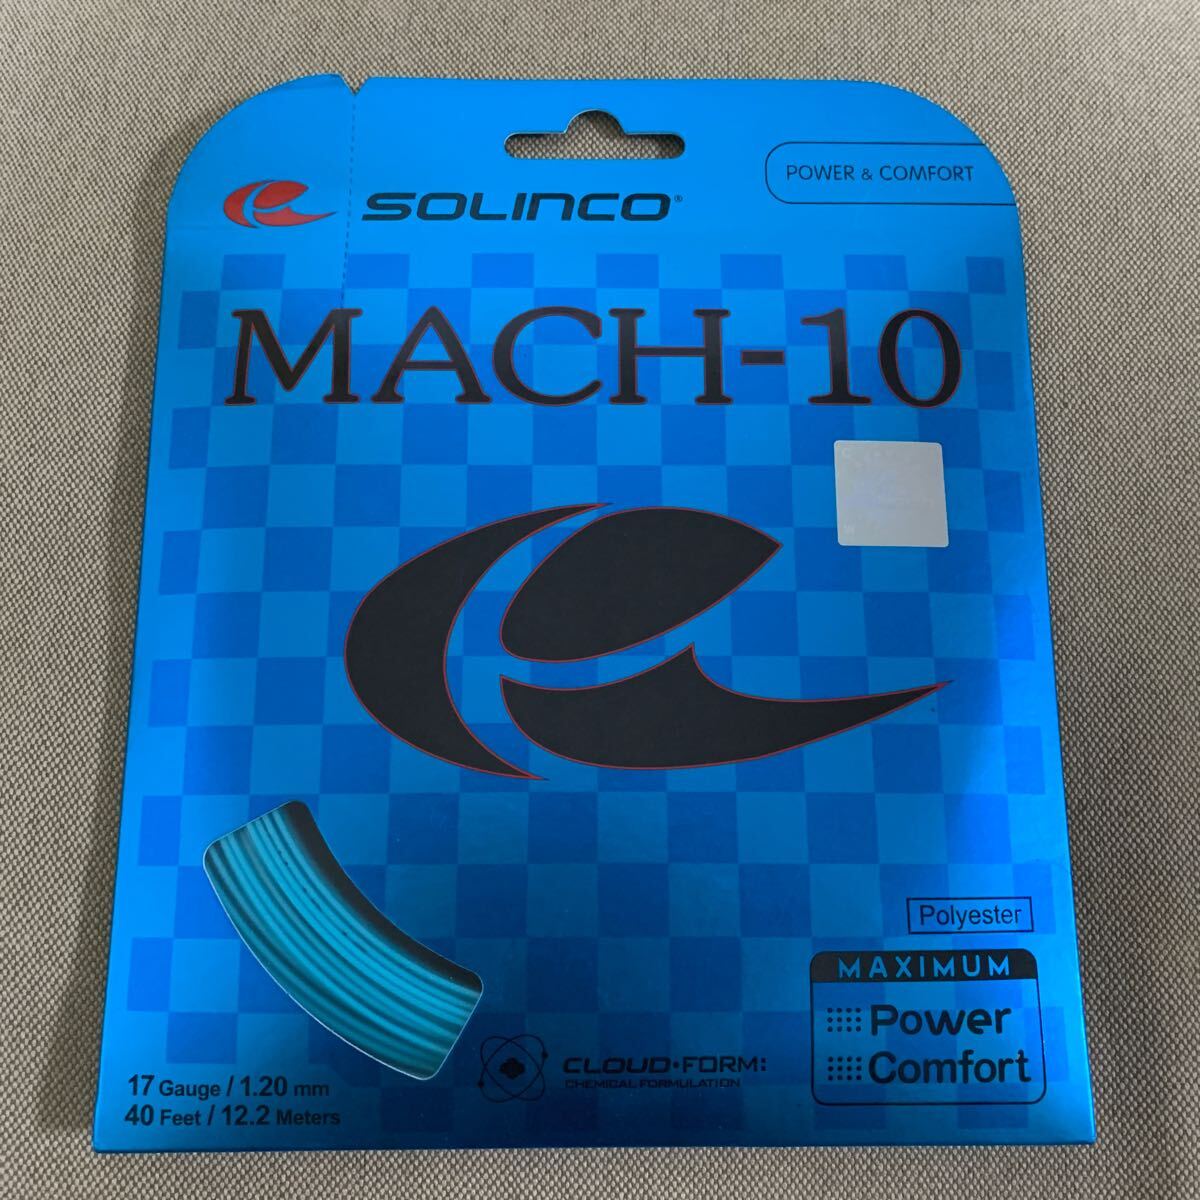 POWER & COMFORT
SOLINCO®
MACH-10
Polyester
MAXIMUM
Power
Comfort
CLOUD•FORM:
CHEMICAL FORMULATION
17 Gauge / 1.20 mm
40 Feet / 12.2 Meters